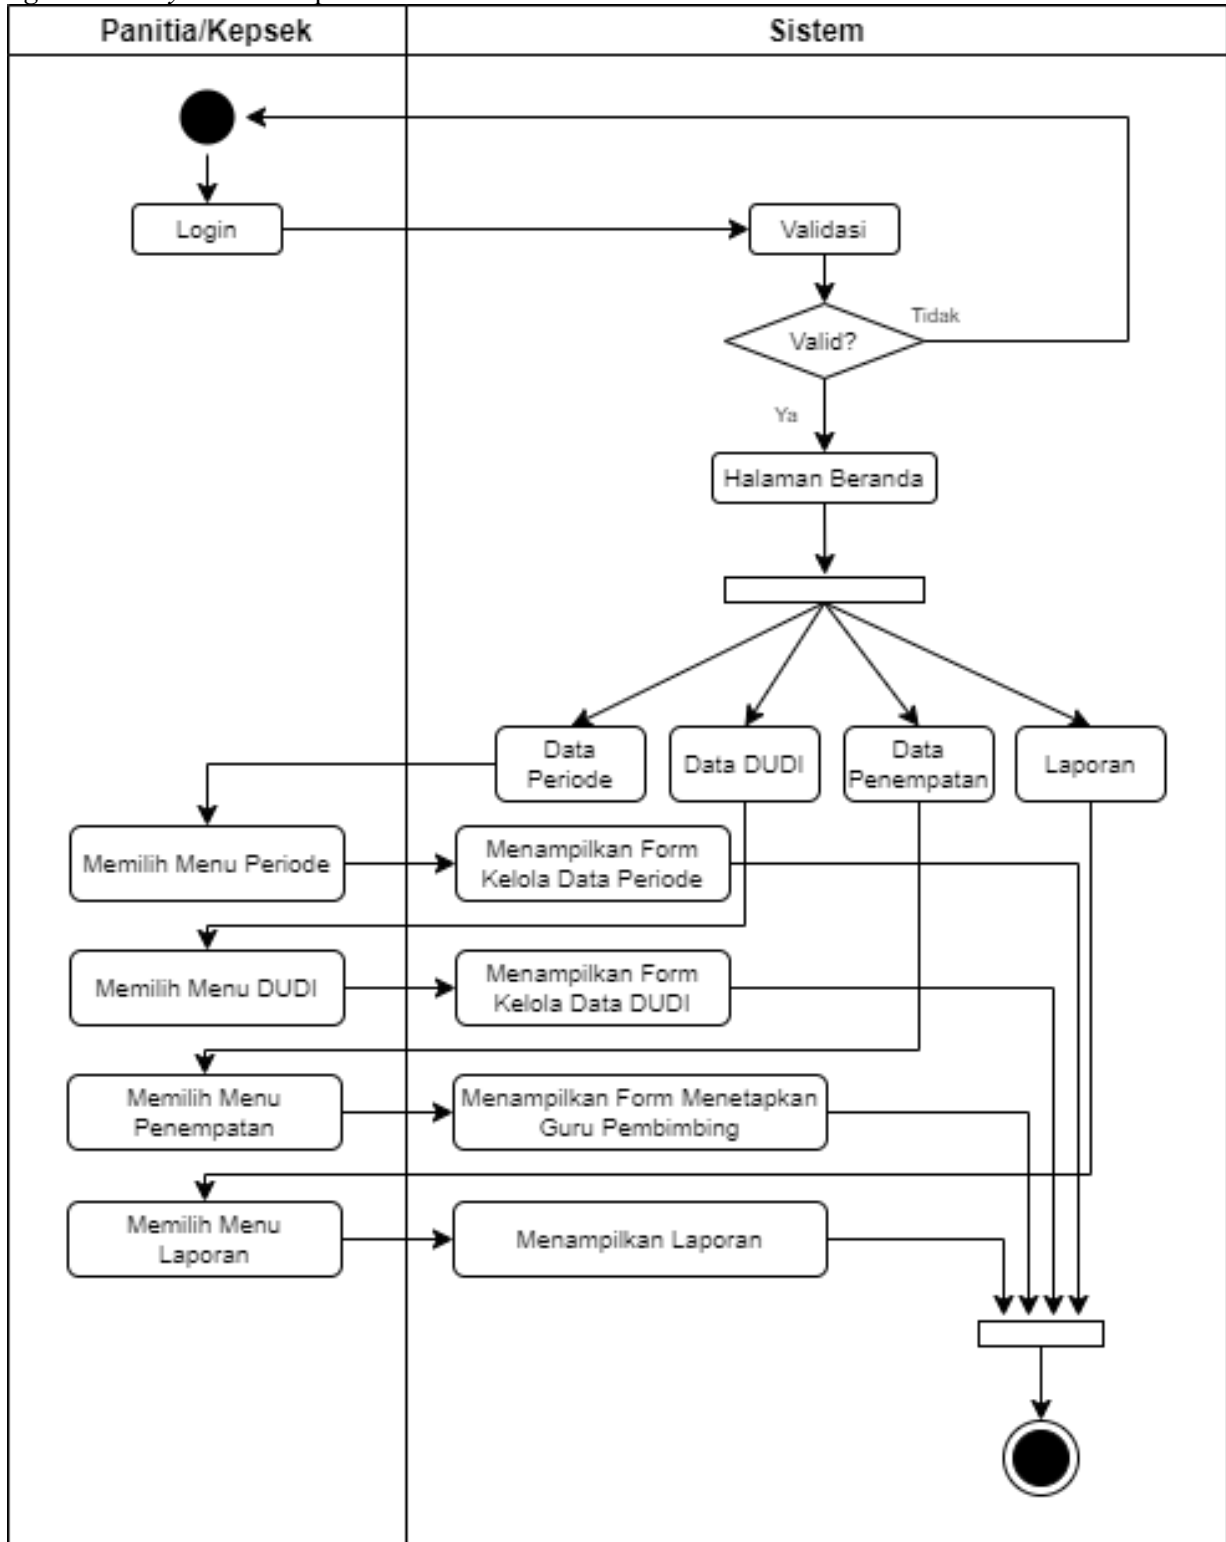 Panitia/Kepsek
Sistem
Login
Validasi
Valid?
Tidak
Ya
Halaman Beranda
Data
Periode
Data DUDI
Data
Penempatan
Laporan
Memilih Menu Periode
Menampilkan Form
Kelola Data Periode
Memilih Menu DUDI
Menampilkan Form
Kelola Data DUDI
Memilih Menu
Penempatan
Menampilkan Form Menetapkan
Guru Pembimbing
Memilih Menu
Laporan
Menampilkan Laporan